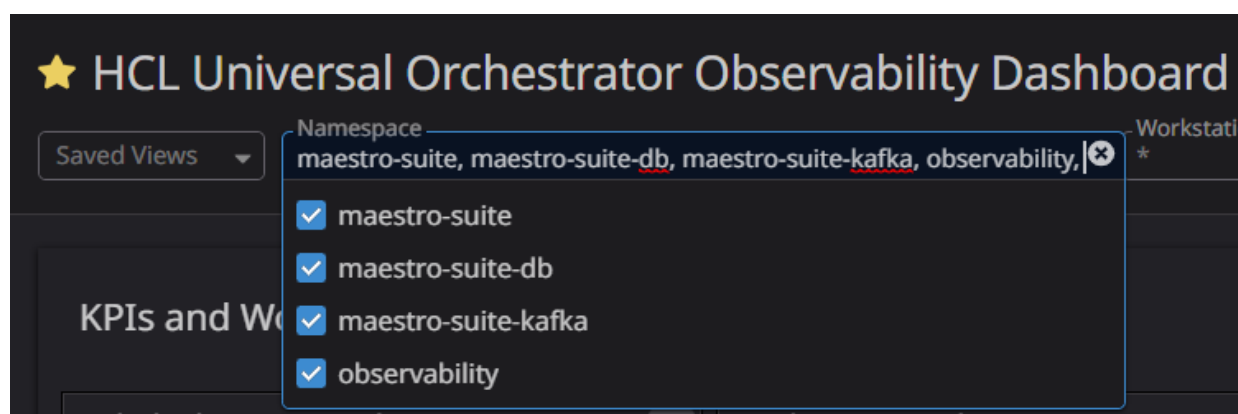 HCL Universal Orchestrator Observability Dashboard
Saved Views
Namespace
maestro-suite, maestro-suite-db, maestro-suite-kafka, observability,
Workstati
*
maestro-suite
maestro-suite-db
maestro-suite-kafka
observability
KPIs and Wo